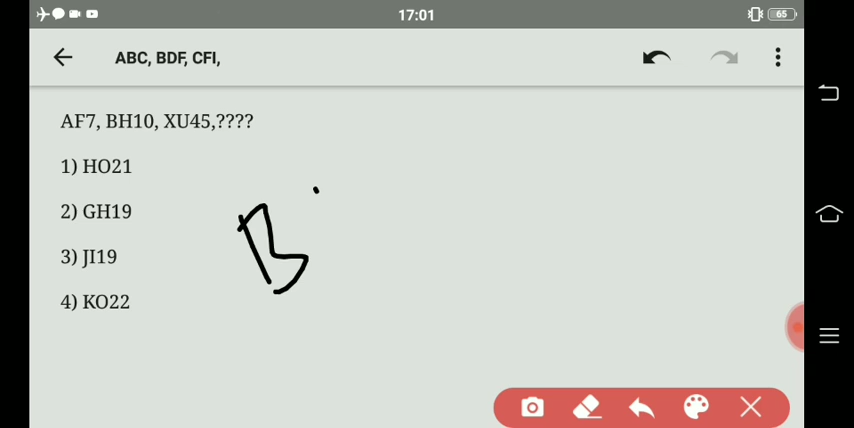 17:01
65
ABC, BDF, CFI,
AF7, BH10, XU45,????
1) HO21
2) GH19
3) JI19
4) KO22
B